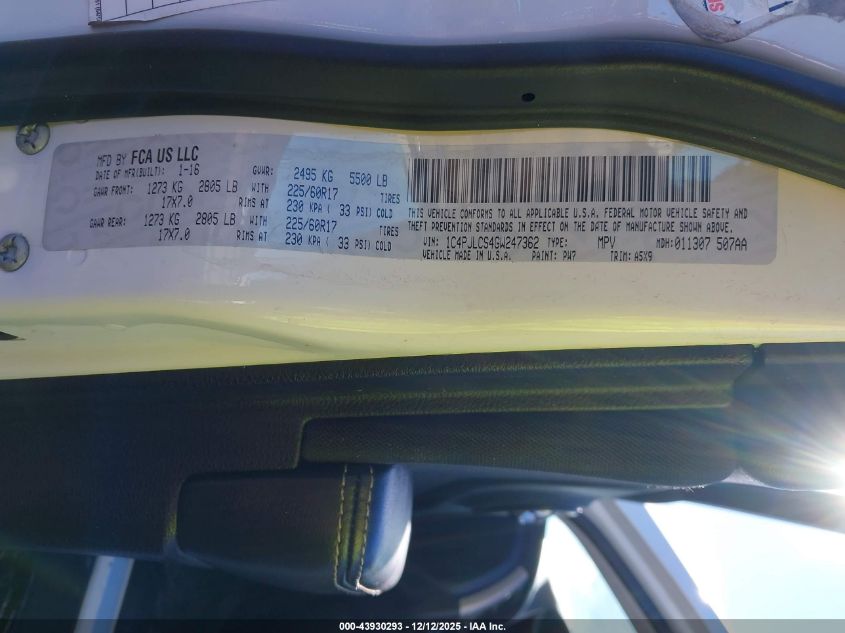 MFD BY FCA US LLC
DATE OF MFR(BUILT): 1-16
GVWR: 2495 KG 5500 LB
GAWR FRONT: 1273 KG 2805 LB WITH 225/60R17 TIRES
17X7.0 RIMS AT 230 KPA ( 33 PSI) COLD
GAWR REAR: 1273 KG 2805 LB WITH 225/60R17 TIRES
17X7.0 RIMS AT 230 KPA ( 33 PSI) COLD
THIS VEHICLE CONFORMS TO ALL APPLICABLE U.S.A. FEDERAL MOTOR VEHICLE SAFETY AND
THEFT PREVENTION STANDARDS IN EFFECT ON THE DATE OF MANUFACTURE SHOWN ABOVE.
VIN: 1C4PJLCS4GW247362 TYPE: MPV MDH:011307 507AA
VEHICLE MADE IN U.S.A. PAINT: PW7 TRIM: A5X9
000-43930293 - 12/12/2025 - IAA Inc.